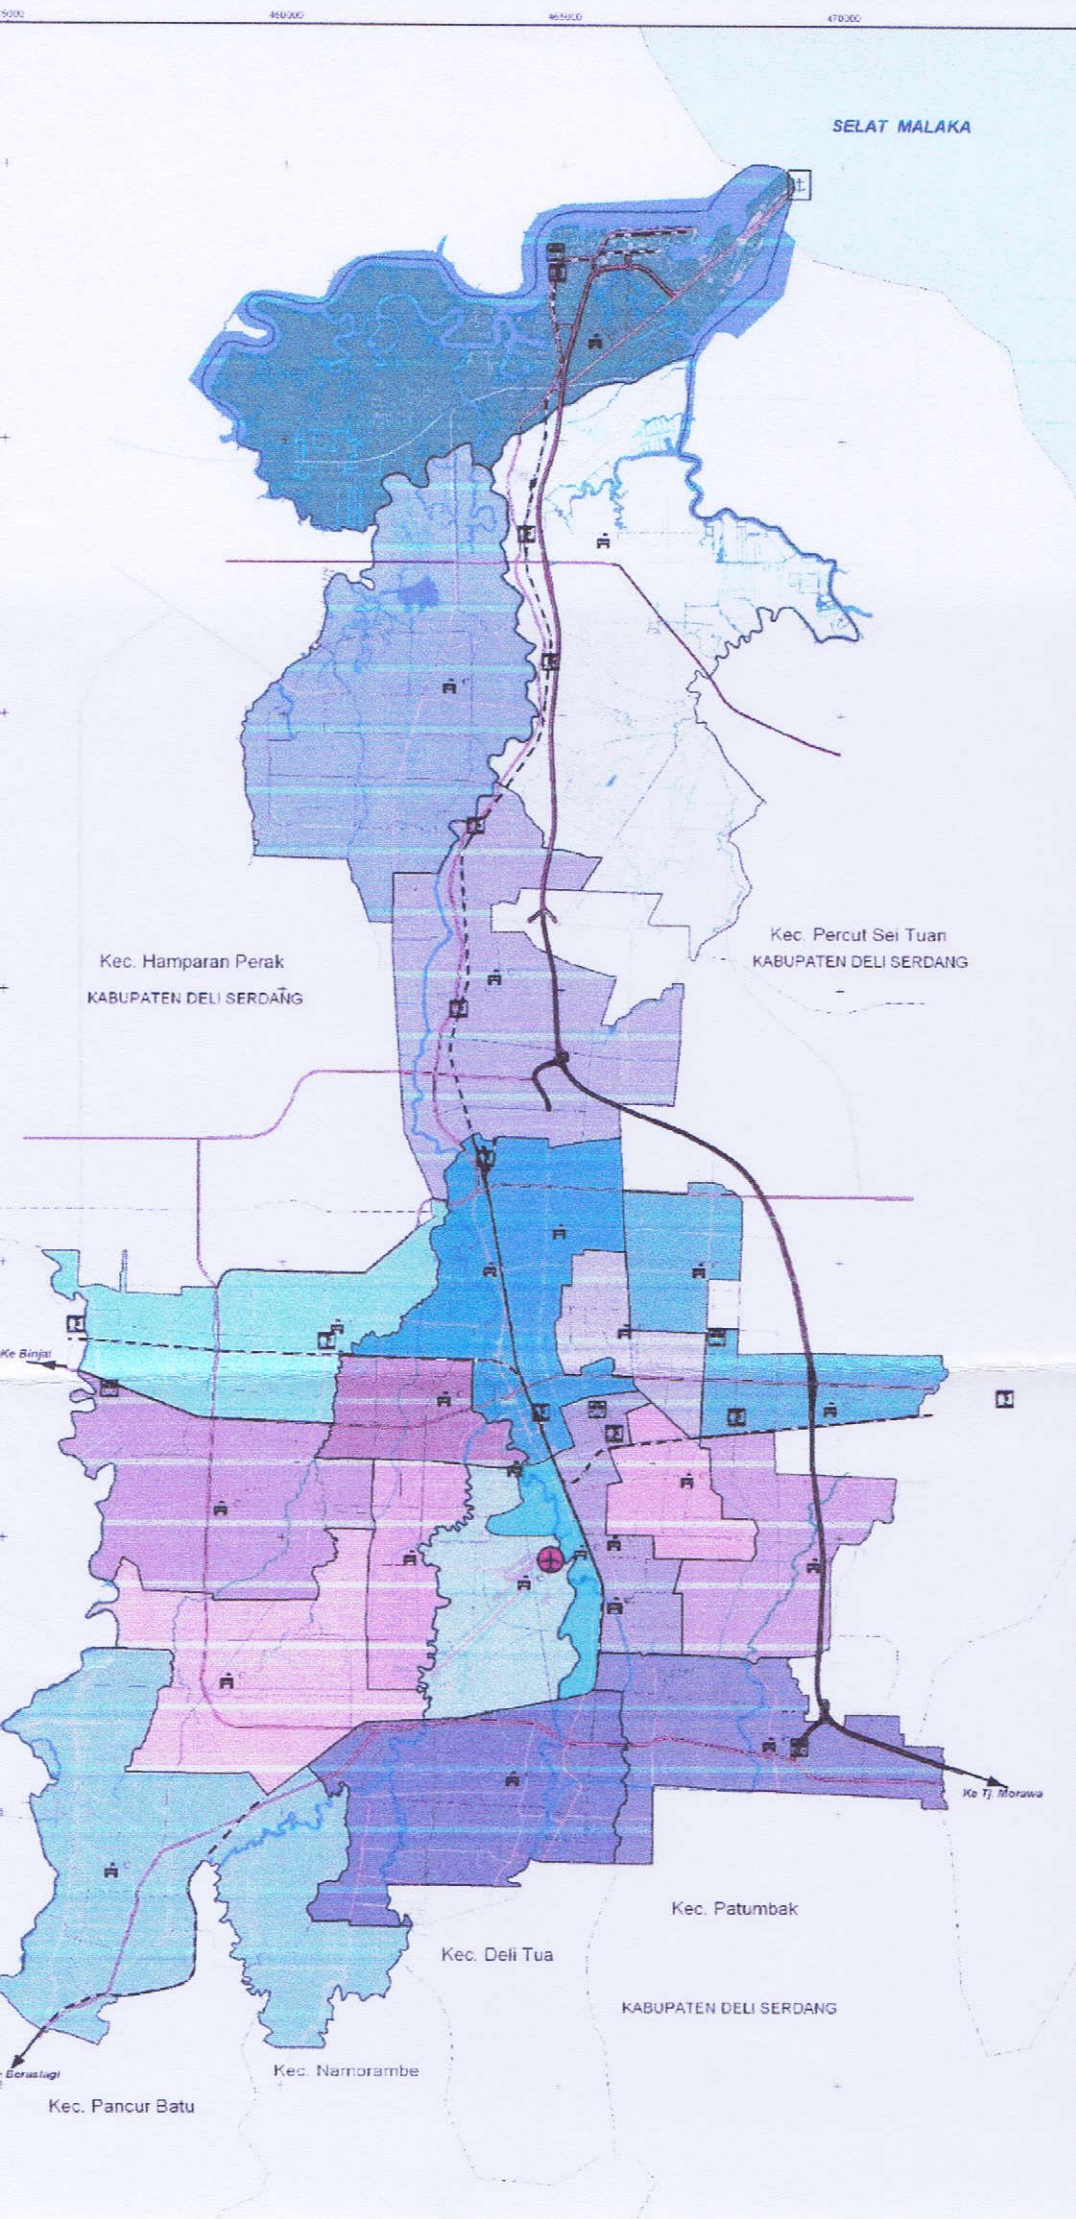 460000
465000
470000
SELAT MALAKA
Kec. Percut Sei Tuan
KABUPATEN DELI SERDANG
Kec. Hamparan Perak
KABUPATEN DELI SERDANG
Ke Binjai
Ke Tj. Morawa
Kec. Patumbak
Kec. Deli Tua
KABUPATEN DELI SERDANG
Kec. Namorambe
Berastagi
Kec. Pancur Batu